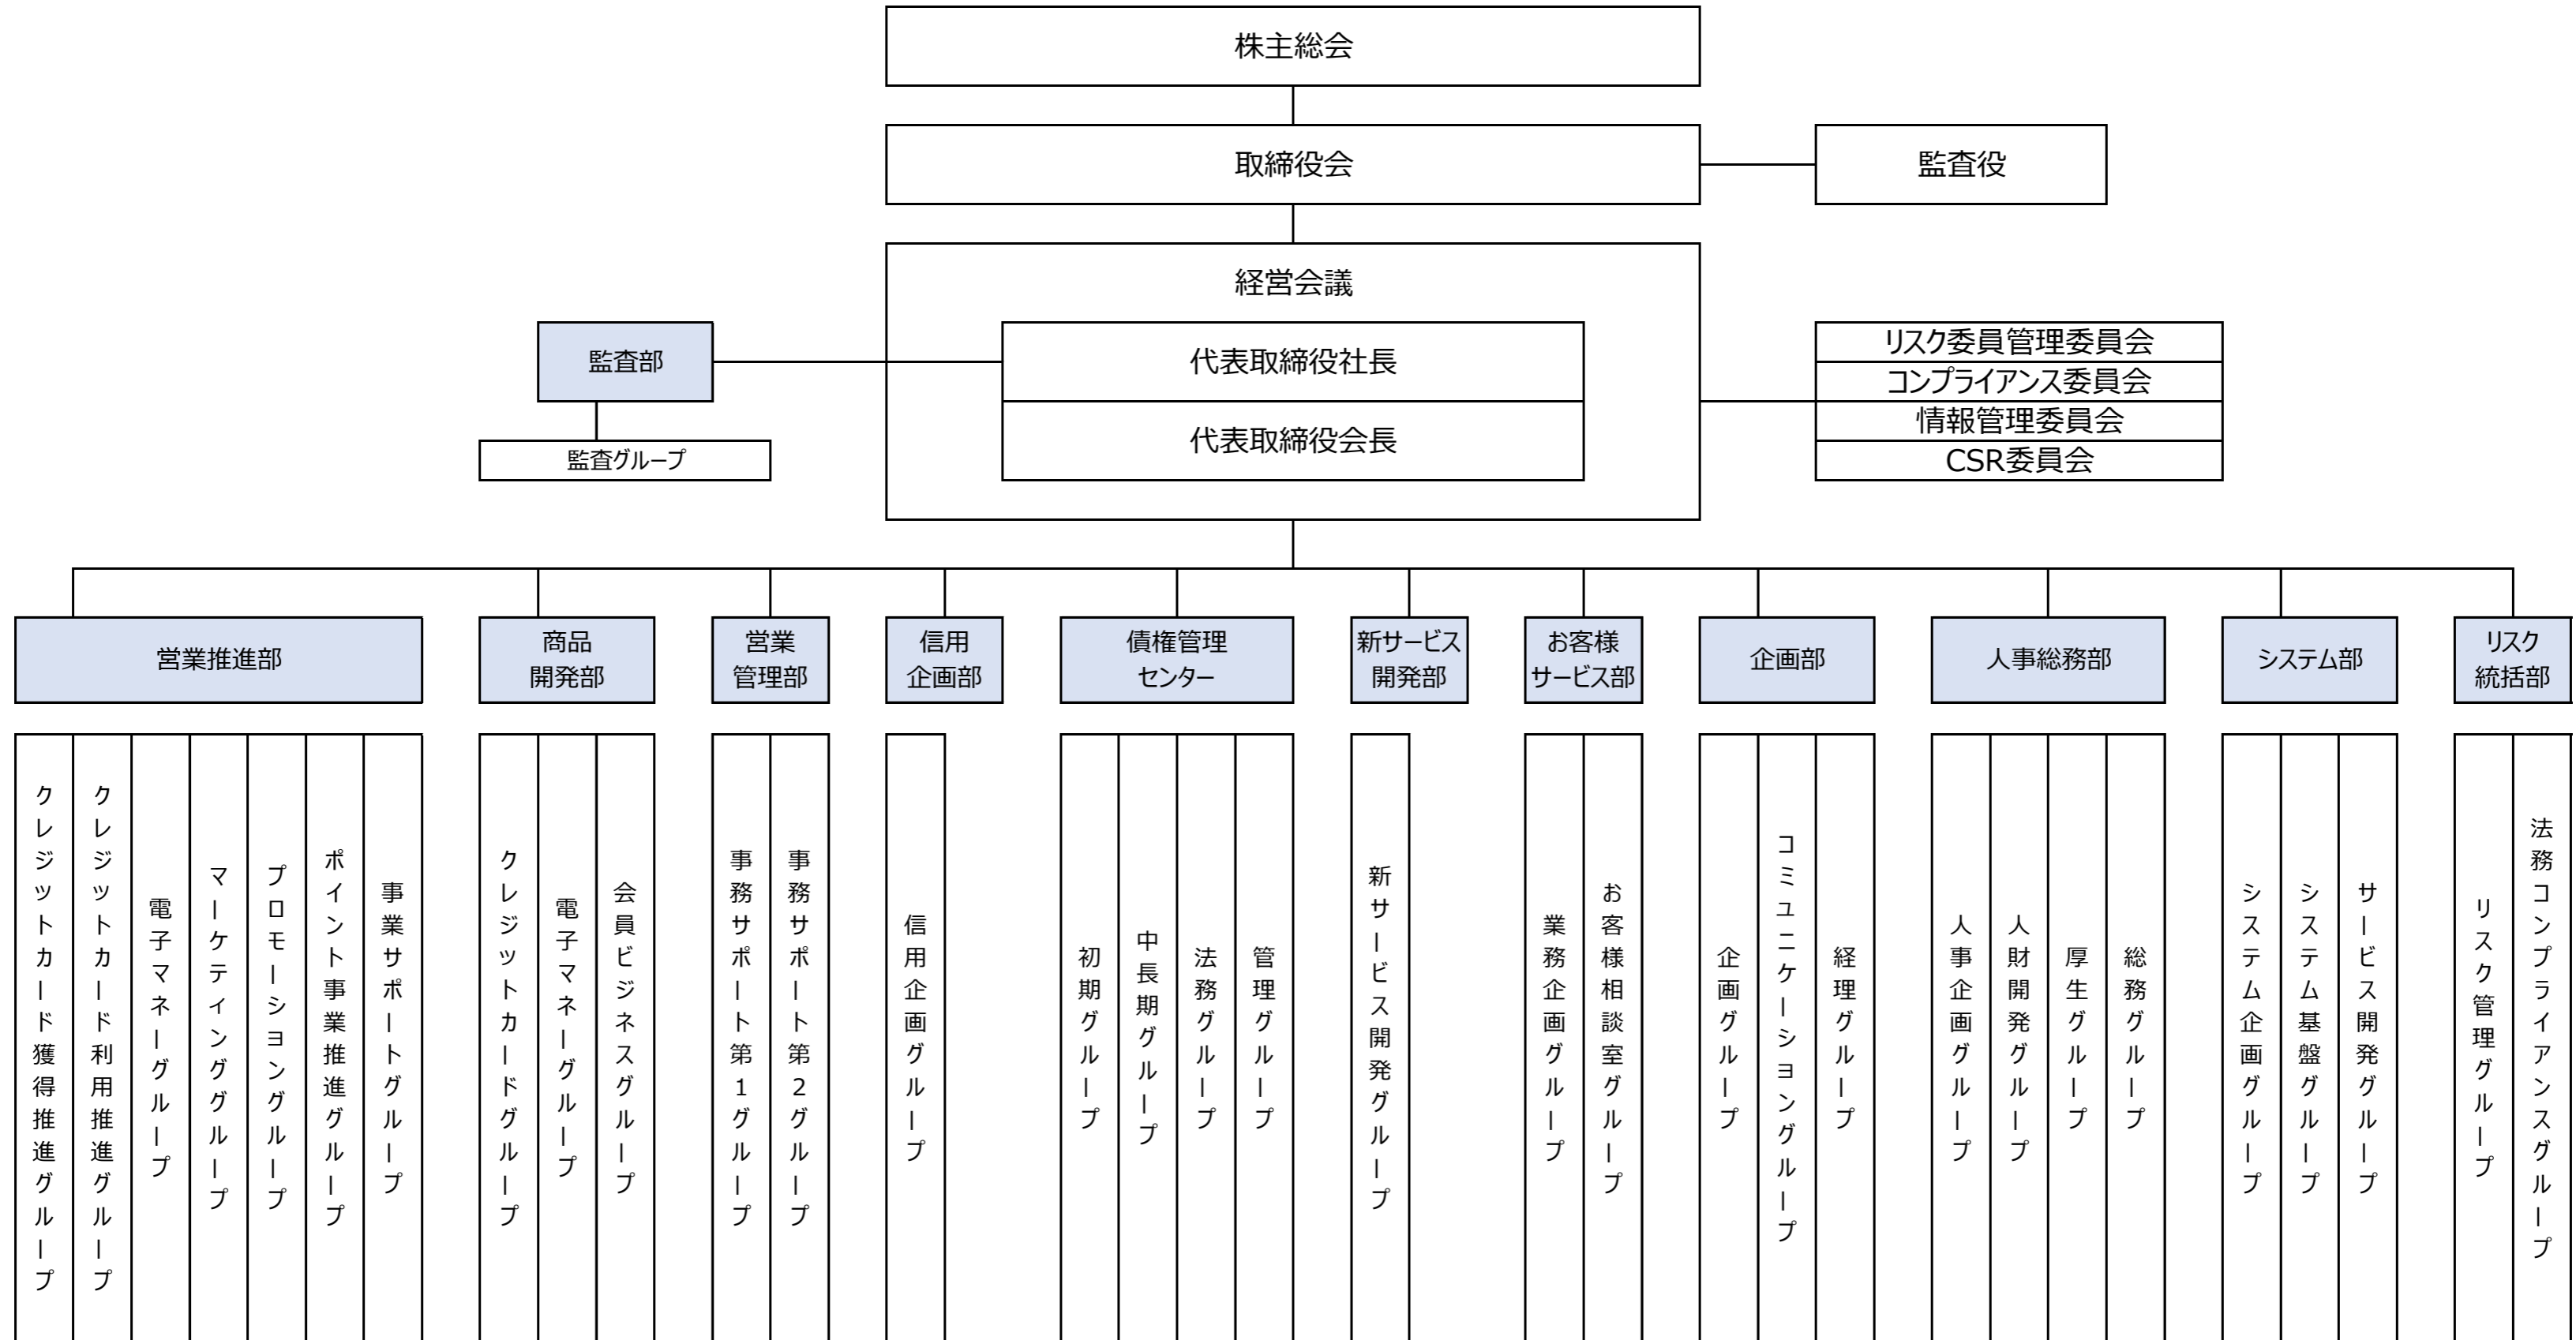 株主総会
取締役会
監査役
経営会議
監査部
代表取締役社長
代表取締役会長
監査グループ
リスク委員管理委員会
コンプライアンス委員会
情報管理委員会
CSR委員会
営業推進部
商品
開発部
営業
管理部
信用
企画部
債権管理
センター
新サービス
開発部
お客様
サービス部
企画部
人事総務部
システム部
リスク
統括部
クレジットカード獲得推進グループ
クレジットカード利用推進グループ
電子マネーグループ
マーケティンググループ
プロモーショングループ
ポイント事業推進グループ
事業サポートグループ
クレジットカードグループ
電子マネーグループ
会員ビジネスグループ
事務サポート第1グループ
事務サポート第2グループ
信用企画グループ
初期グループ
中長期グループ
法務グループ
管理グループ
新サービス開発グループ
業務企画グループ
お客様相談室グループ
企画グループ
コミュニケーショングループ
経理グループ
人事企画グループ
人財開発グループ
厚生グループ
総務グループ
システム企画グループ
システム基盤グループ
サービス開発グループ
リスク管理グループ
法務コンプライアンスグループ